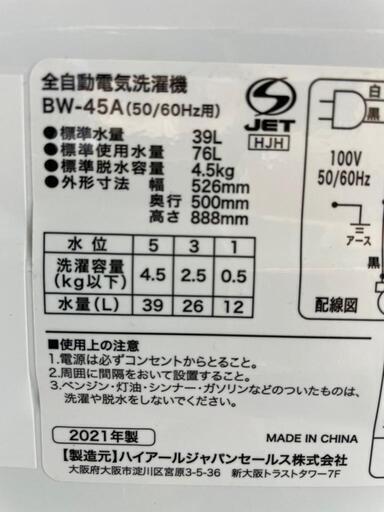 全自動電気洗濯機
BW-45A(50/60Hz用)
●標準水量 39L
●標準使用水量 76L
●標準脱水容量 4.5kg
●外形寸法 幅 526mm
奥行 500mm
高さ 888mm
JET
HJH
白
黒
100V
50/60Hz
アース
黒
配線図
水位 5 3 1
洗濯容量(kg以下) 4.5 2.5 0.5
水量(L) 39 26 12
■使用上の注意
1.電源は必ずコンセントからとること。
2.周囲に間隔をおいて設置すること。
3.ベンジン・灯油・シンナー・ガソリンなどのついたものは、
洗濯や脱水をしないこと。
2021年製
MADE IN CHINA
【製造元】ハイアールジャパンセールス株式会社
大阪府大阪市淀川区宮原3-5-36 新大阪トラストタワー7F